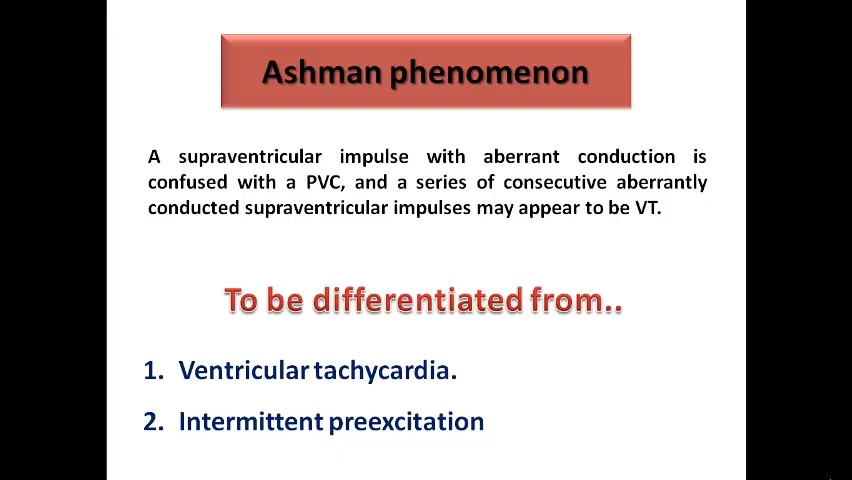 Ashman phenomenon
A supraventricular impulse with aberrant conduction is
confused with a PVC, and a series of consecutive aberrantly
conducted supraventricular impulses may appear to be VT.
To be differentiated from..
1. Ventricular tachycardia.
2. Intermittent preexcitation